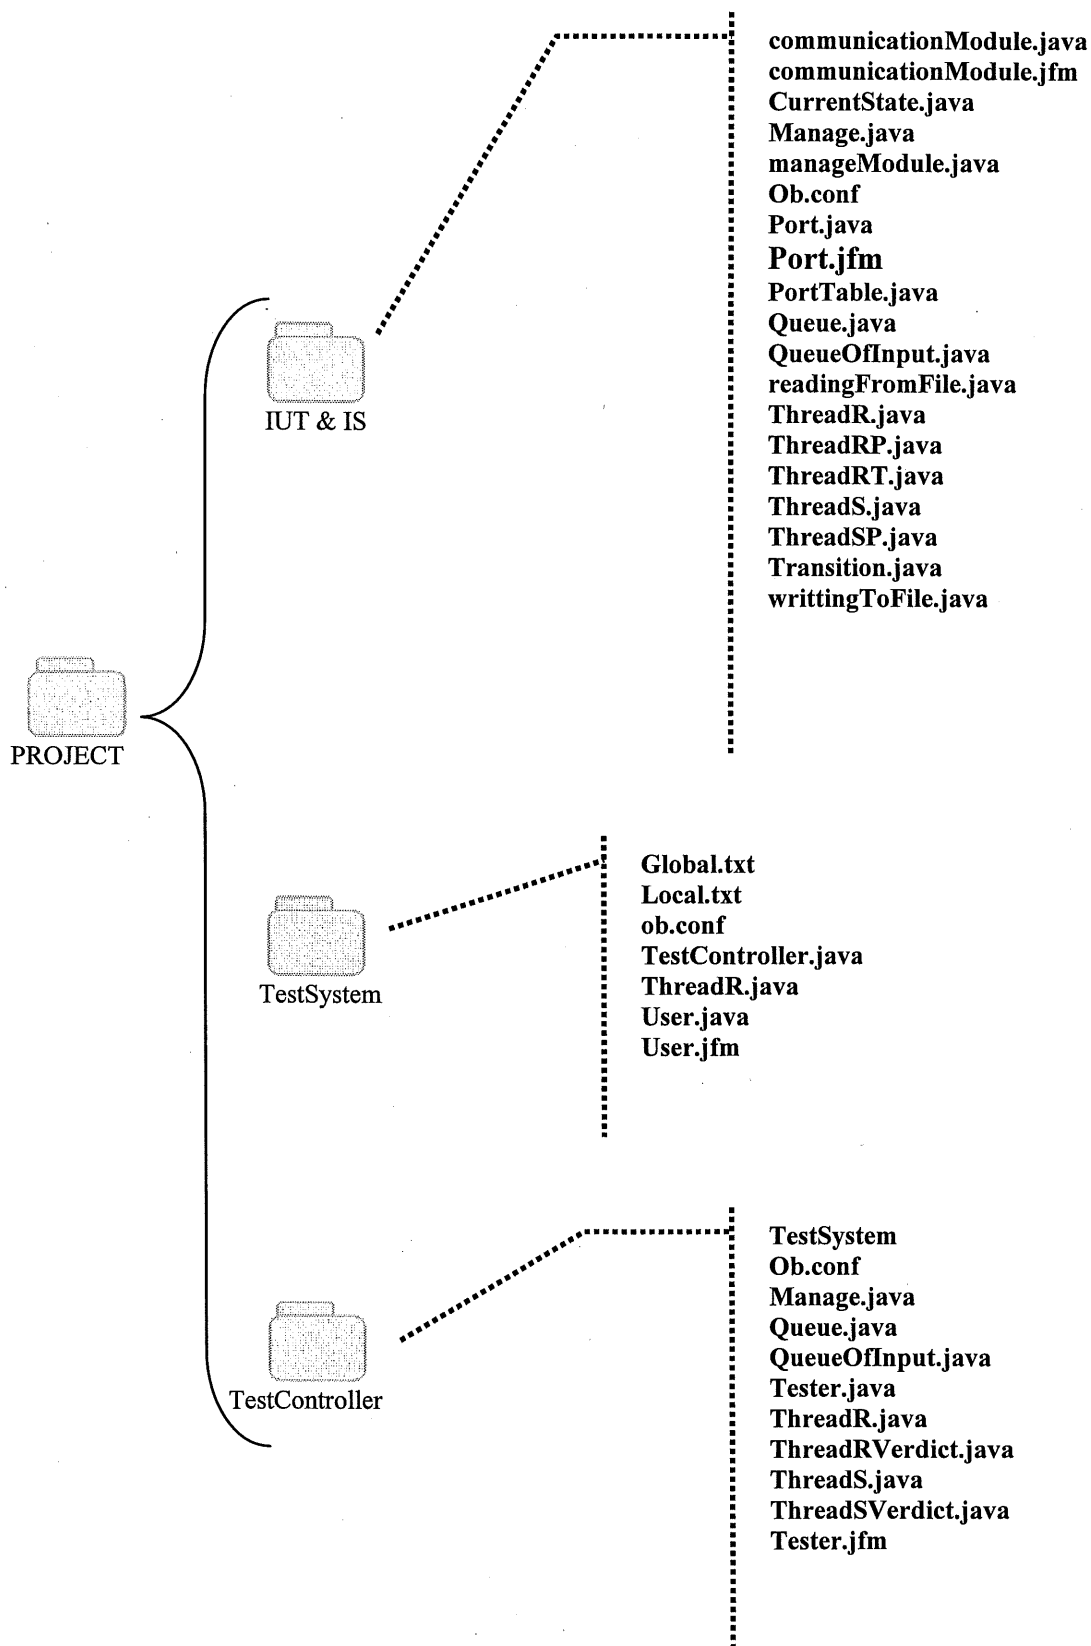 communicationModule.java
communicationModule.jfm
CurrentState.java
Manage.java
manageModule.java
Ob.conf
Port.java
Port.jfm
PortTable.java
Queue.java
QueueOfInput.java
readingFromFile.java
ThreadR.java
ThreadRP.java
ThreadRT.java
ThreadS.java
ThreadSP.java
Transition.java
writtingToFile.java
IUT & IS
PROJECT
Global.txt
Local.txt
ob.conf
TestController.java
ThreadR.java
User.java
User.jfm
TestSystem
TestSystem
Ob.conf
Manage.java
Queue.java
QueueOfInput.java
Tester.java
ThreadR.java
ThreadRVerdict.java
ThreadS.java
ThreadSVerdict.java
Tester.jfm
TestController